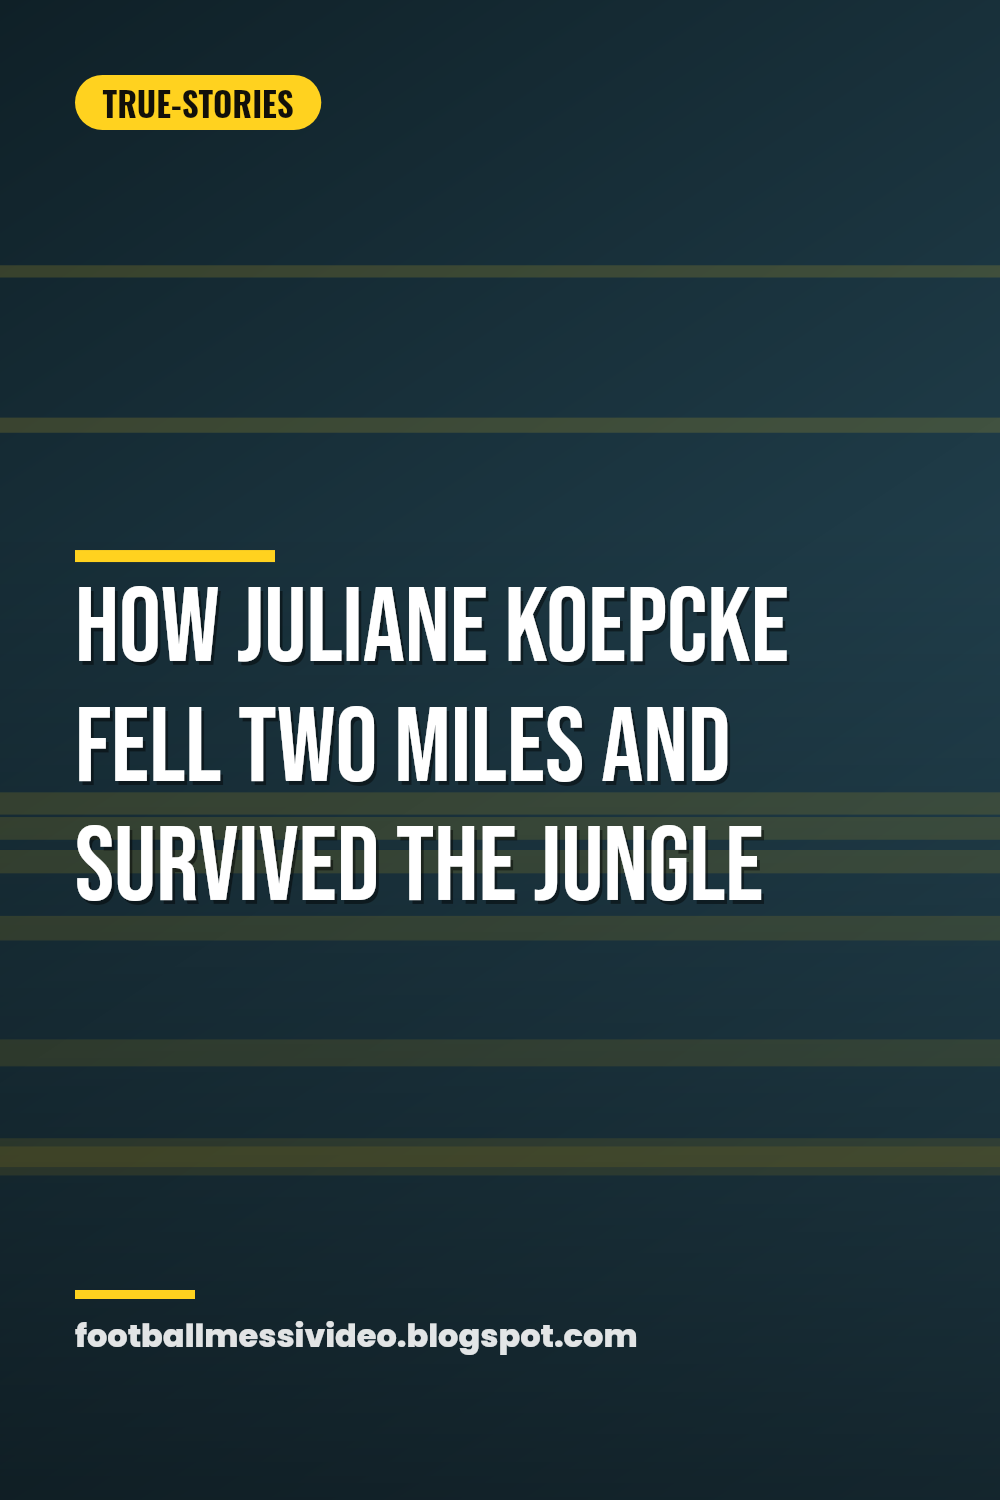 TRUE-STORIES
HOW JULIANE KOEPCKE
FELL TWO MILES AND
SURVIVED THE JUNGLE
footballmessivideo.blogspot.com